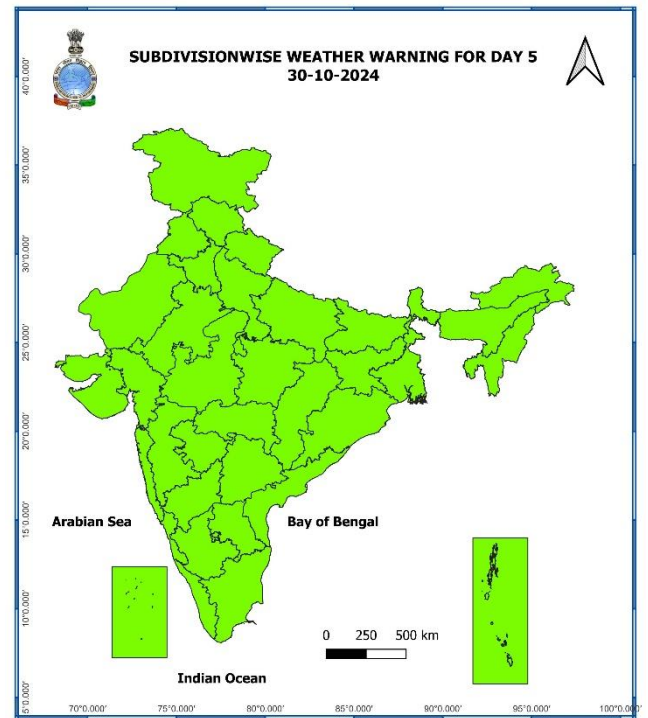 SUBDIVISIONWISE WEATHER WARNING FOR DAY 5
30-10-2024
40°0.000'
35°0.000'
30°0.000'
25°0.000'
20°0.000'
15°0.000'
10°0.000'
5°0.000'
Arabian Sea
Bay of Bengal
0 250 500 km
Indian Ocean
70°0.000' 75°0.000' 80°0.000' 85°0.000' 90°0.000' 95°0.000' 100°0.000'